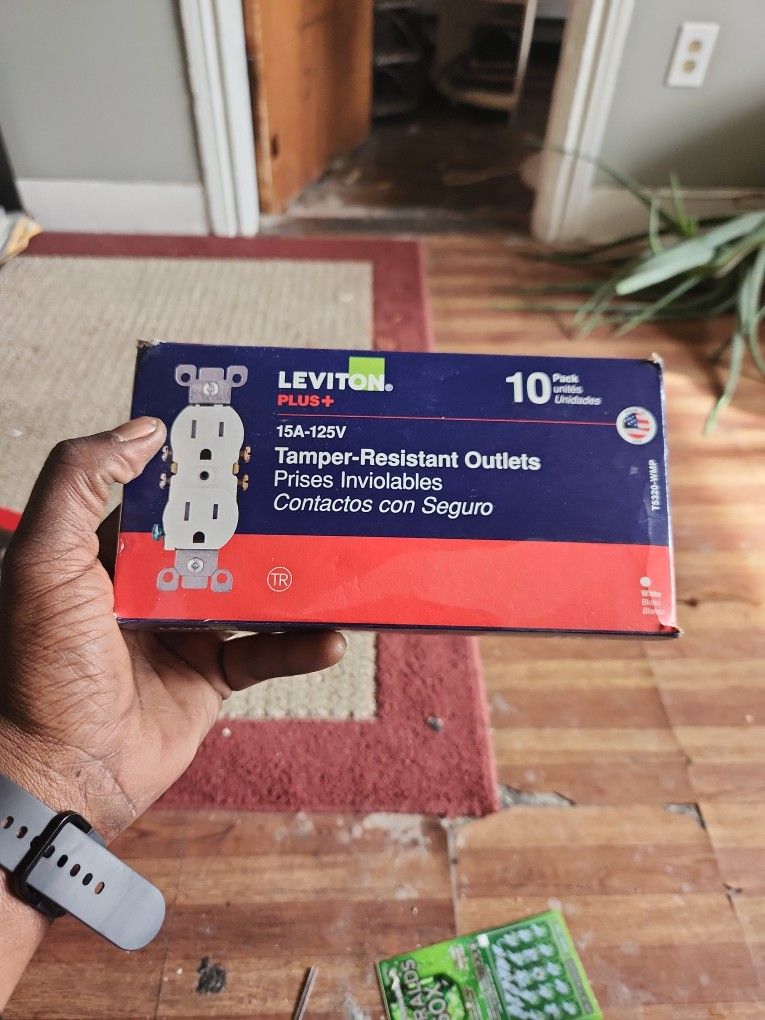 LEVITON®
PLUS+
10 Pack
unités
Unidades
15A-125V
Tamper-Resistant Outlets
Prises Inviolables
Contactos con Seguro
T5320-WMP
TR
White
Blanc
Blanco